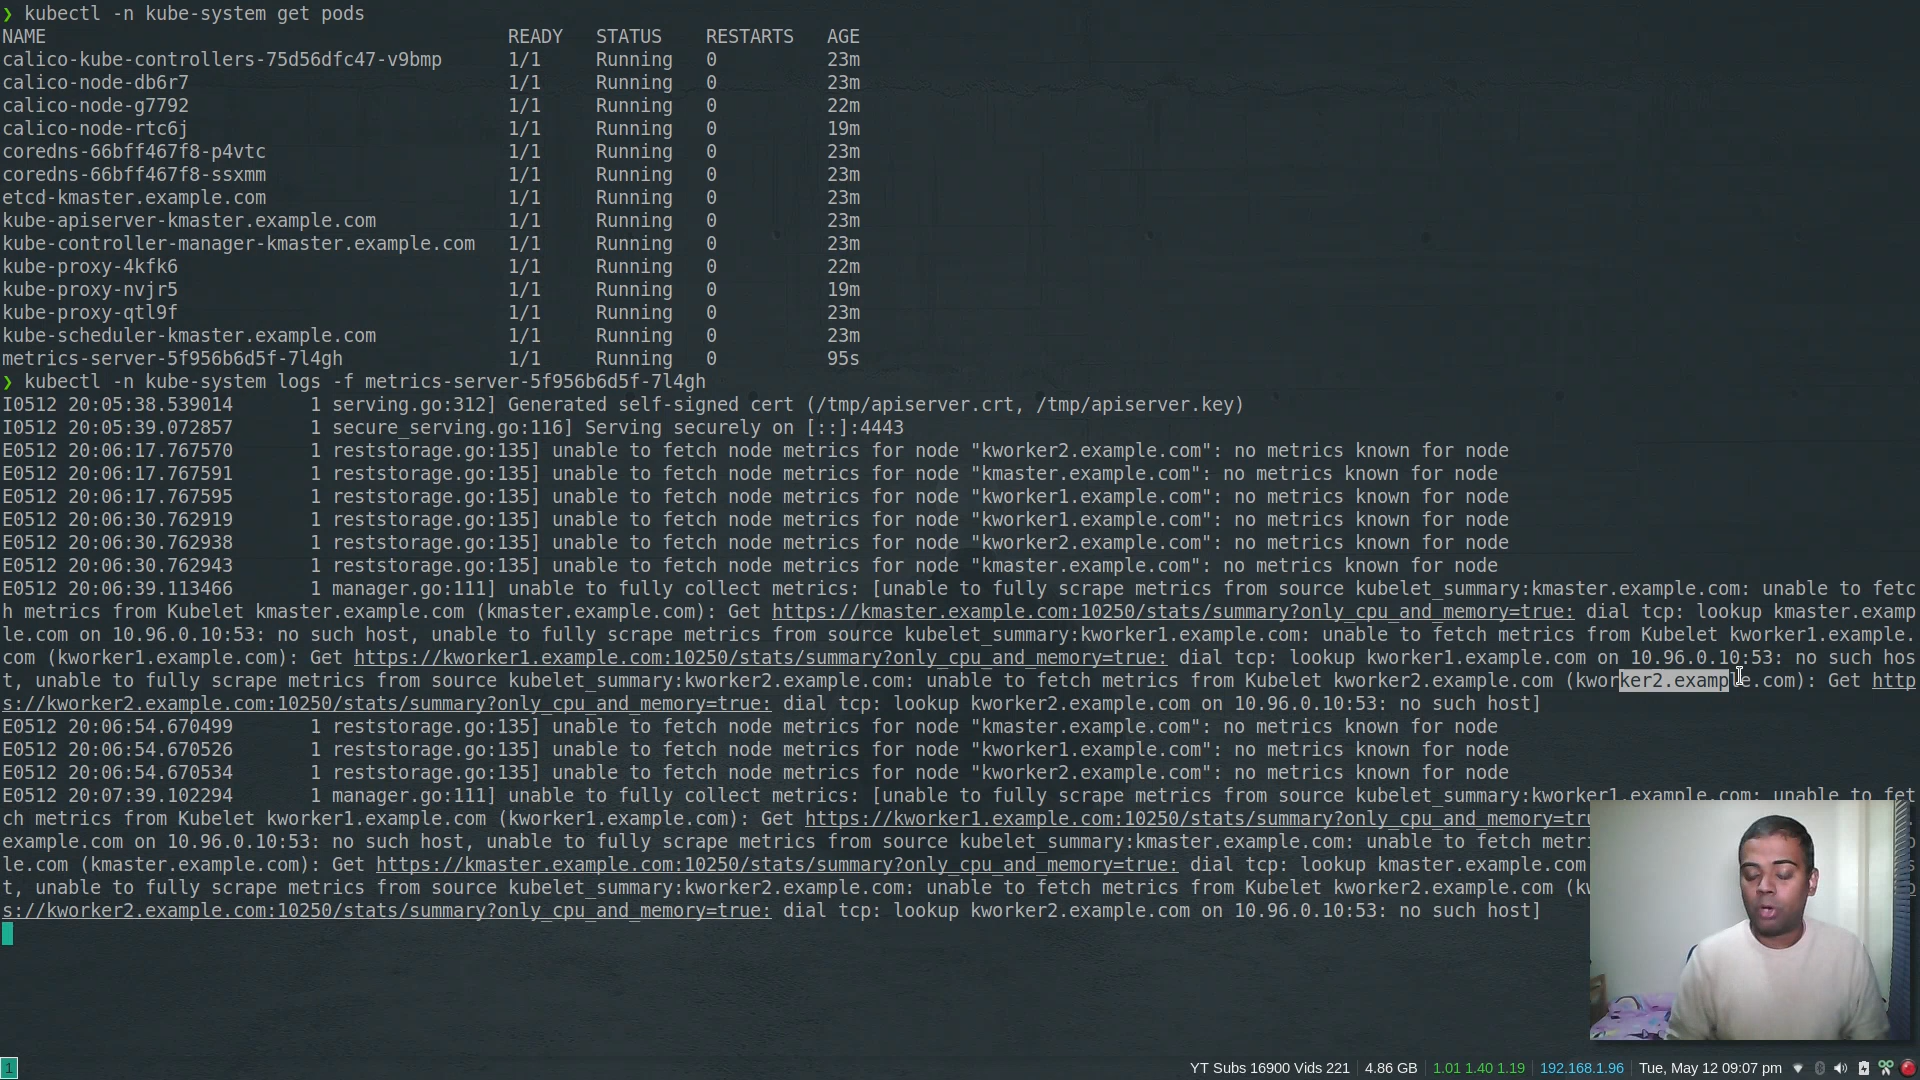 ❯ kubectl -n kube-system get pods
NAME READY STATUS RESTARTS AGE
calico-kube-controllers-75d56dfc47-v9bmp 1/1 Running 0 23m
calico-node-db6r7 1/1 Running 0 23m
calico-node-g7792 1/1 Running 0 22m
calico-node-rtc6j 1/1 Running 0 19m
coredns-66bff467f8-p4vtc 1/1 Running 0 23m
coredns-66bff467f8-ssxmm 1/1 Running 0 23m
etcd-kmaster.example.com 1/1 Running 0 23m
kube-apiserver-kmaster.example.com 1/1 Running 0 23m
kube-controller-manager-kmaster.example.com 1/1 Running 0 23m
kube-proxy-4kfk6 1/1 Running 0 22m
kube-proxy-nvjr5 1/1 Running 0 19m
kube-proxy-qtl9f 1/1 Running 0 23m
kube-scheduler-kmaster.example.com 1/1 Running 0 23m
metrics-server-5f956b6d5f-7l4gh 1/1 Running 0 95s
❯ kubectl -n kube-system logs -f metrics-server-5f956b6d5f-7l4gh
I0512 20:05:38.539014 1 serving.go:312] Generated self-signed cert (/tmp/apiserver.crt, /tmp/apiserver.key)
I0512 20:05:39.072857 1 secure_serving.go:116] Serving securely on [::]:4443
E0512 20:06:17.767570 1 reststorage.go:135] unable to fetch node metrics for node "kworker2.example.com": no metrics known for node
E0512 20:06:17.767591 1 reststorage.go:135] unable to fetch node metrics for node "kmaster.example.com": no metrics known for node
E0512 20:06:17.767595 1 reststorage.go:135] unable to fetch node metrics for node "kworker1.example.com": no metrics known for node
E0512 20:06:30.762919 1 reststorage.go:135] unable to fetch node metrics for node "kworker1.example.com": no metrics known for node
E0512 20:06:30.762938 1 reststorage.go:135] unable to fetch node metrics for node "kworker2.example.com": no metrics known for node
E0512 20:06:30.762943 1 reststorage.go:135] unable to fetch node metrics for node "kmaster.example.com": no metrics known for node
E0512 20:06:39.113466 1 manager.go:111] unable to fully collect metrics: [unable to fully scrape metrics from source kubelet_summary:kmaster.example.com: unable to fetc
h metrics from Kubelet kmaster.example.com (kmaster.example.com): Get https://kmaster.example.com:10250/stats/summary?only_cpu_and_memory=true: dial tcp: lookup kmaster.examp
le.com on 10.96.0.10:53: no such host, unable to fully scrape metrics from source kubelet_summary:kworker1.example.com: unable to fetch metrics from Kubelet kworker1.example.
com (kworker1.example.com): Get https://kworker1.example.com:10250/stats/summary?only_cpu_and_memory=true: dial tcp: lookup kworker1.example.com on 10.96.0.10:53: no such hos
t, unable to fully scrape metrics from source kubelet_summary:kworker2.example.com: unable to fetch metrics from Kubelet kworker2.example.com (kworker2.example.com): Get http
s://kworker2.example.com:10250/stats/summary?only_cpu_and_memory=true: dial tcp: lookup kworker2.example.com on 10.96.0.10:53: no such host]
E0512 20:06:54.670499 1 reststorage.go:135] unable to fetch node metrics for node "kmaster.example.com": no metrics known for node
E0512 20:06:54.670526 1 reststorage.go:135] unable to fetch node metrics for node "kworker1.example.com": no metrics known for node
E0512 20:06:54.670534 1 reststorage.go:135] unable to fetch node metrics for node "kworker2.example.com": no metrics known for node
E0512 20:07:39.102294 1 manager.go:111] unable to fully collect metrics: [unable to fully scrape metrics from source kubelet_summary:kworker1.example.com: unable to fet
ch metrics from Kubelet kworker1.example.com (kworker1.example.com): Get https://kworker1.example.com:10250/stats/summary?only_cpu_and_memory=
example.com on 10.96.0.10:53: no such host, unable to fully scrape metrics from source kubelet_summary:kmaster.example.com: unable to fetch
le.com (kmaster.example.com): Get https://kmaster.example.com:10250/stats/summary?only_cpu_and_memory=true: dial tcp: lookup kmaster.example.com
t, unable to fully scrape metrics from source kubelet_summary:kworker2.example.com: unable to fetch metrics from Kubelet kworker2.example.com
s://kworker2.example.com:10250/stats/summary?only_cpu_and_memory=true: dial tcp: lookup kworker2.example.com on 10.96.0.10:53: no such host]
1 YT Subs 16900 Vids 221 4.86 GB 1.01 1.40 1.19 192.168.1.96 Tue, May 12 09:07 pm